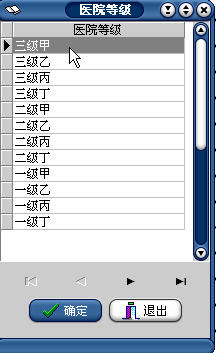 医院等级
医院等级
三级甲
三级乙
三级丙
三级丁
二级甲
二级乙
二级丙
二级丁
一级甲
一级乙
一级丙
一级丁
确定 退出